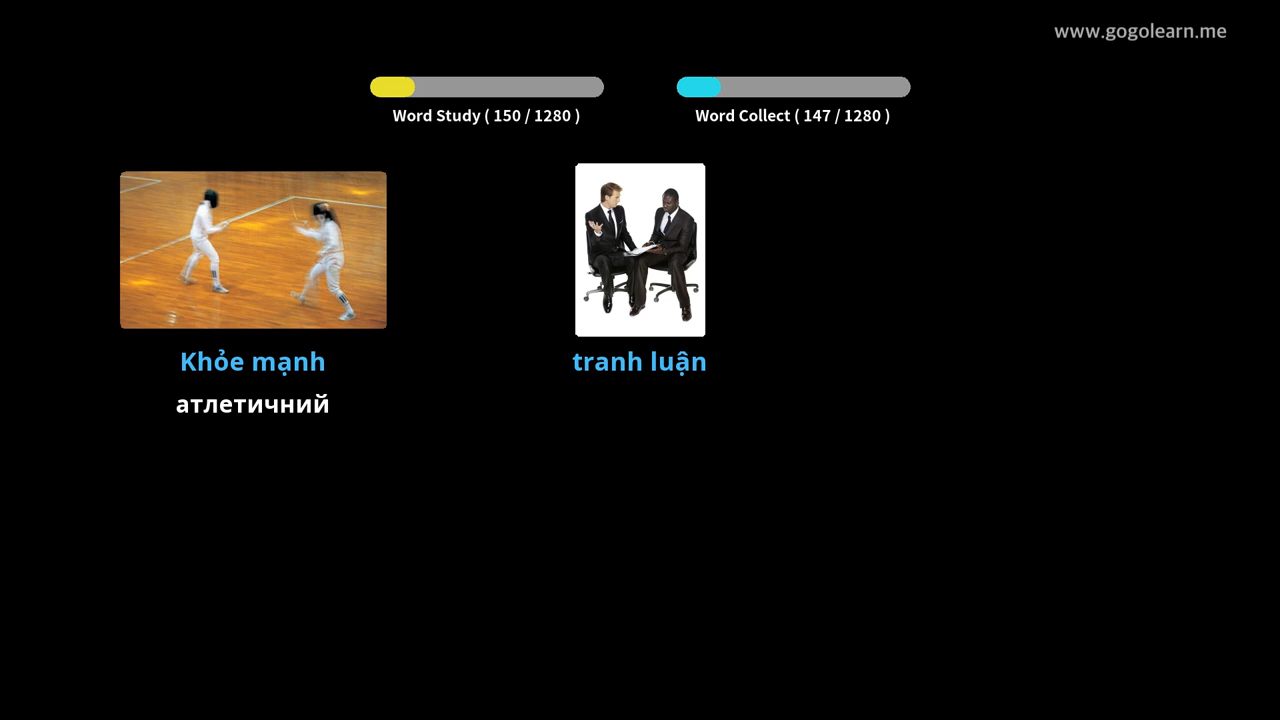 www.gogolearn.me
Word Study ( 150 / 1280 )
Word Collect ( 147 / 1280 )
Khỏe mạnh
tranh luận
атлетичний